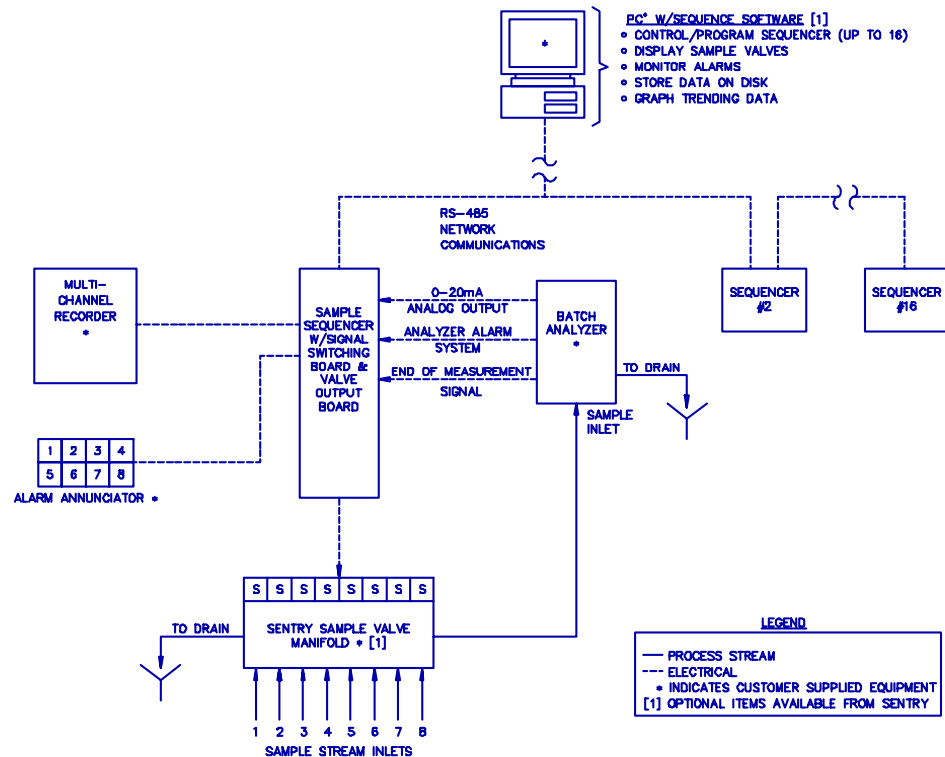 PC* W/SEQUENCE SOFTWARE [1]
CONTROL/PROGRAM SEQUENCER (UP TO 16)
DISPLAY SAMPLE VALVES
MONITOR ALARMS
STORE DATA ON DISK
GRAPH TRENDING DATA
*
RS-485
NETWORK
COMMUNICATIONS
MULTI-
CHANNEL
RECORDER
*
SAMPLE
SEQUENCER
W/SIGNAL
SWITCHING
BOARD &
VALVE
OUTPUT
BOARD
0-20mA
ANALOG OUTPUT
ANALYZER ALARM
SYSTEM
END OF MEASUREMENT
SIGNAL
BATCH
ANALYZER
*
SEQUENCER
#2
SEQUENCER
#16
TO DRAIN
SAMPLE
INLET
1 2 3 4
5 6 7 8
ALARM ANNUNCIATOR *
S S S S S S S S
SENTRY SAMPLE VALVE
MANIFOLD * [1]
TO DRAIN
1 2 3 4 5 6 7 8
SAMPLE STREAM INLETS
LEGEND
PROCESS STREAM
ELECTRICAL
* INDICATES CUSTOMER SUPPLIED EQUIPMENT
[1] OPTIONAL ITEMS AVAILABLE FROM SENTRY